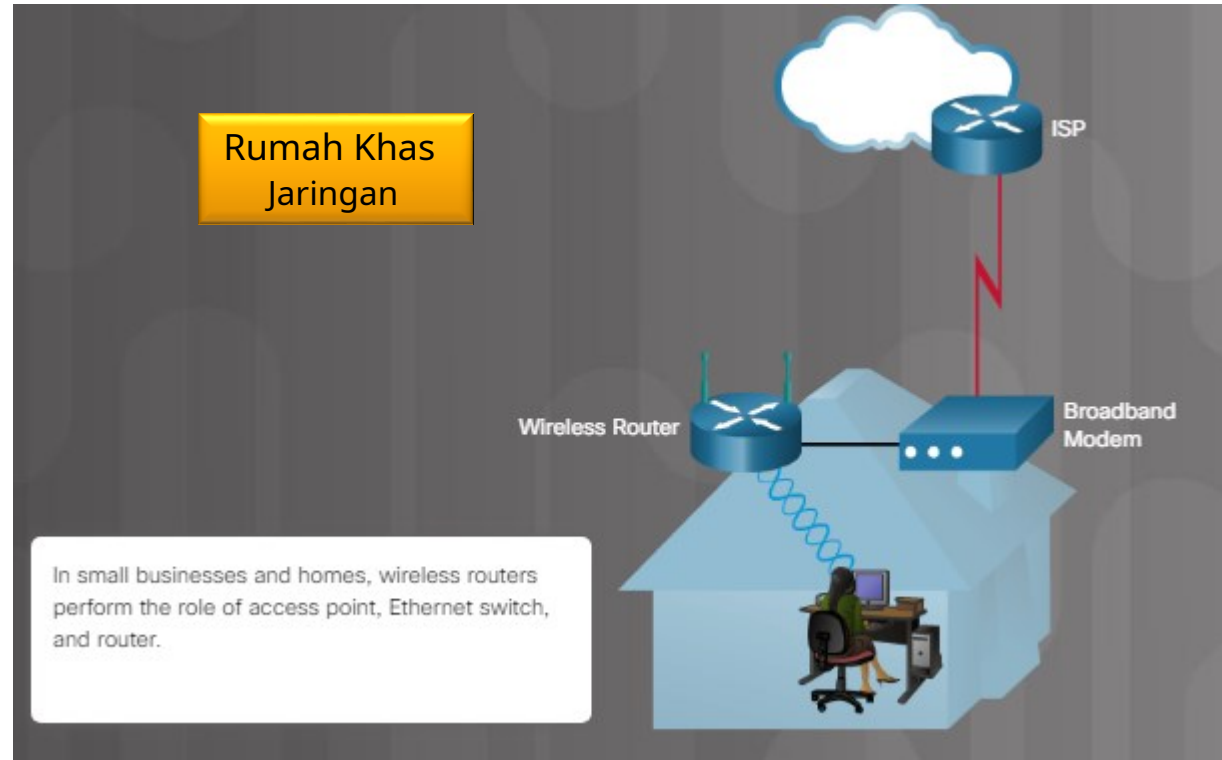 Rumah Khas
Jaringan
ISP
Wireless Router
Broadband
Modem
In small businesses and homes, wireless routers
perform the role of access point, Ethernet switch,
and router.